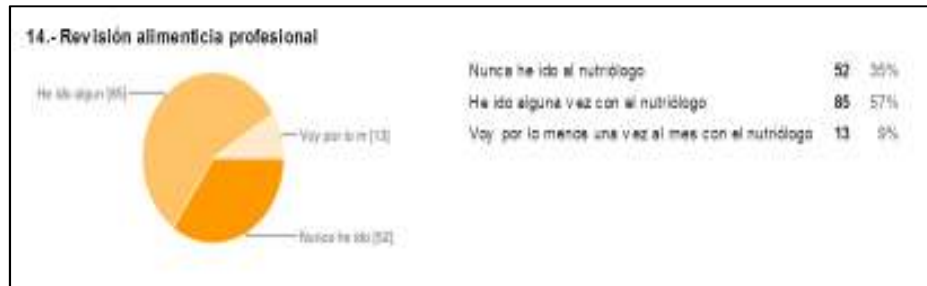 14.- Revisión alimenticia profesional
Nunca he ido al nutriólogo 52 35%
He ido alguna vez con el nutriólogo 85 57%
Voy por lo menos una vez al mes con el nutriólogo 13 9%
He ido algun [85]
Voy por lo m [13]
Nunca he ido [52]